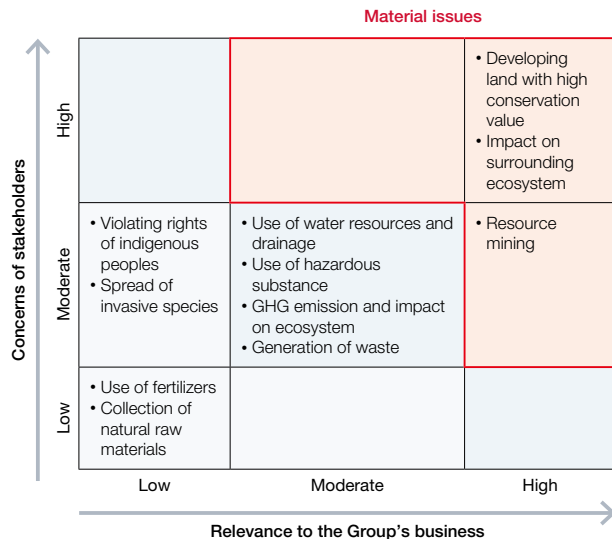 Material issues
Concerns of stakeholders
High
• Developing
land with high
conservation
value
• Impact on
surrounding
ecosystem
Moderate
• Violating rights
of indigenous
peoples
• Spread of
invasive species
• Use of water resources and
drainage
• Use of hazardous
substance
• GHG emission and impact
on ecosystem
• Generation of waste
• Resource
mining
Low
• Use of fertilizers
• Collection of
natural raw
materials
Low
Moderate
High
Relevance to the Group's business